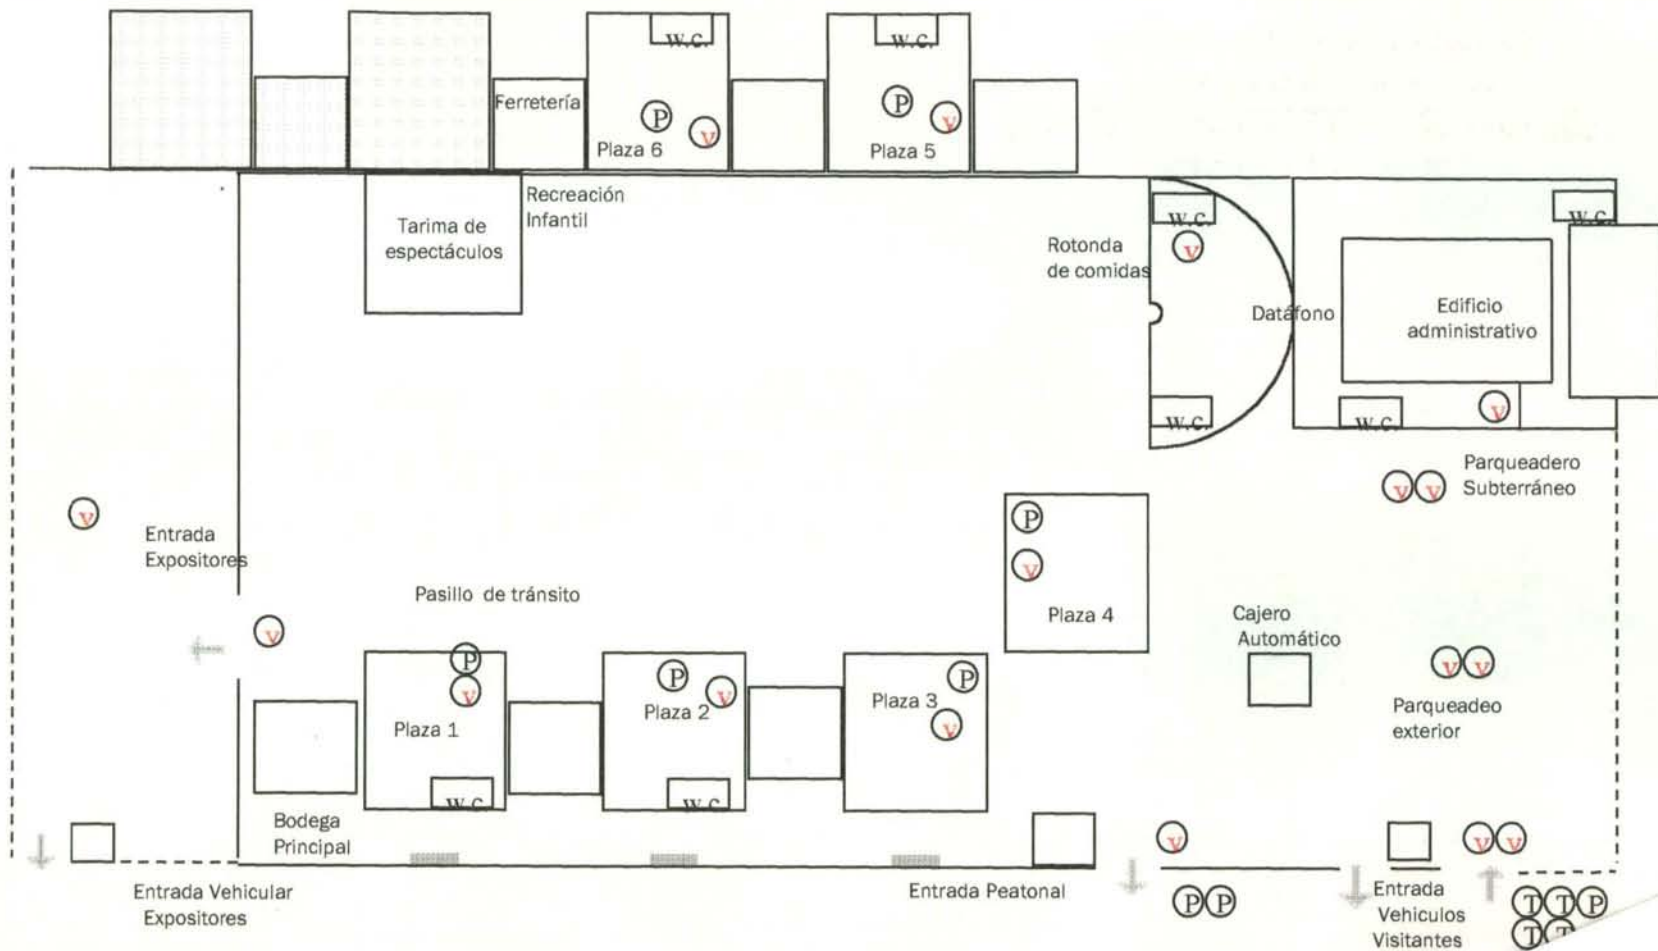 w.c.
w.c.
Ferretería
P
v
Plaza 6
P
v
Plaza 5
Recreación
Infantil
Tarima de
espectáculos
w.c.
v
Rotonda
de comidas
w.c.
Datáfono
Edificio
administrativo
w.c.
w.c.
v
Parqueadero
Subterráneo
v v
v
Entrada
Expositores
P
v
Plaza 4
Pasillo de tránsito
Cajero
Automático
v
P
v
Plaza 1
w.c.
P
v
Plaza 2
w.c.
P
Plaza 3
v
v v
Parqueadeo
exterior
Bodega
Principal
v
v v
Entrada Vehicular
Expositores
Entrada Peatonal
P P
Entrada
Vehiculos
Visitantes
T T P
T T